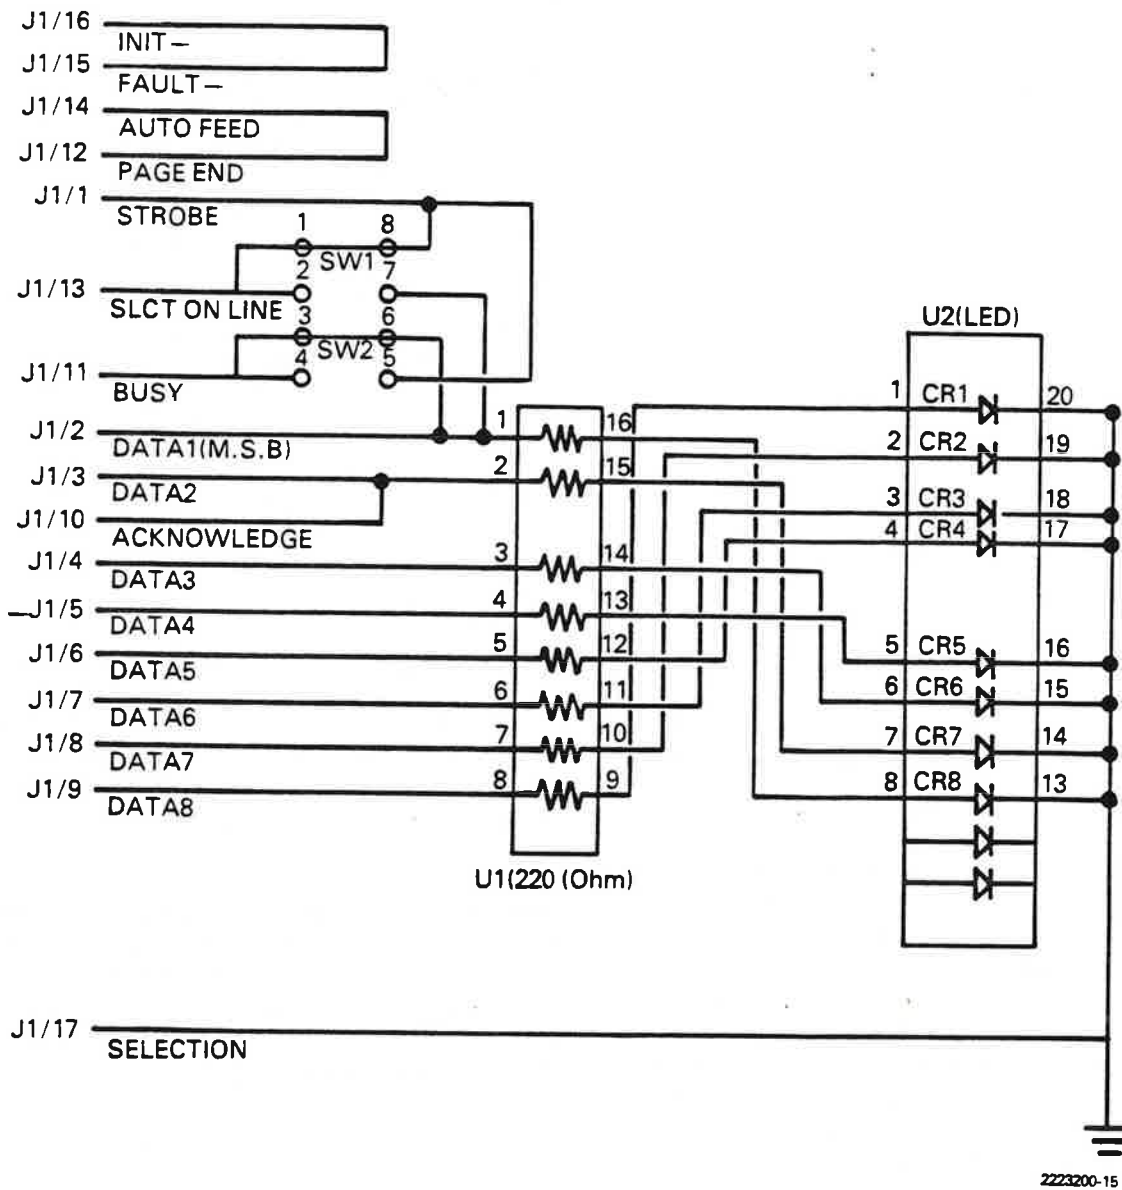 J1/16
INIT–
J1/15
FAULT–
J1/14
AUTO FEED
J1/12
PAGE END
J1/1
STROBE
1 8
SW1
2 7
J1/13
SLCT ON LINE
3 6
SW2
4 5
J1/11
BUSY
J1/2
DATA1(M.S.B)
J1/3
DATA2
J1/10
ACKNOWLEDGE
J1/4
DATA3
J1/5
DATA4
J1/6
DATA5
J1/7
DATA6
J1/8
DATA7
J1/9
DATA8
1 16
2 15
3 14
4 13
5 12
6 11
7 10
8 9
U1(220 (Ohm)
U2(LED)
1 CR1 20
2 CR2 19
3 CR3 18
4 CR4 17
5 CR5 16
6 CR6 15
7 CR7 14
8 CR8 13
J1/17
SELECTION
2223200-15